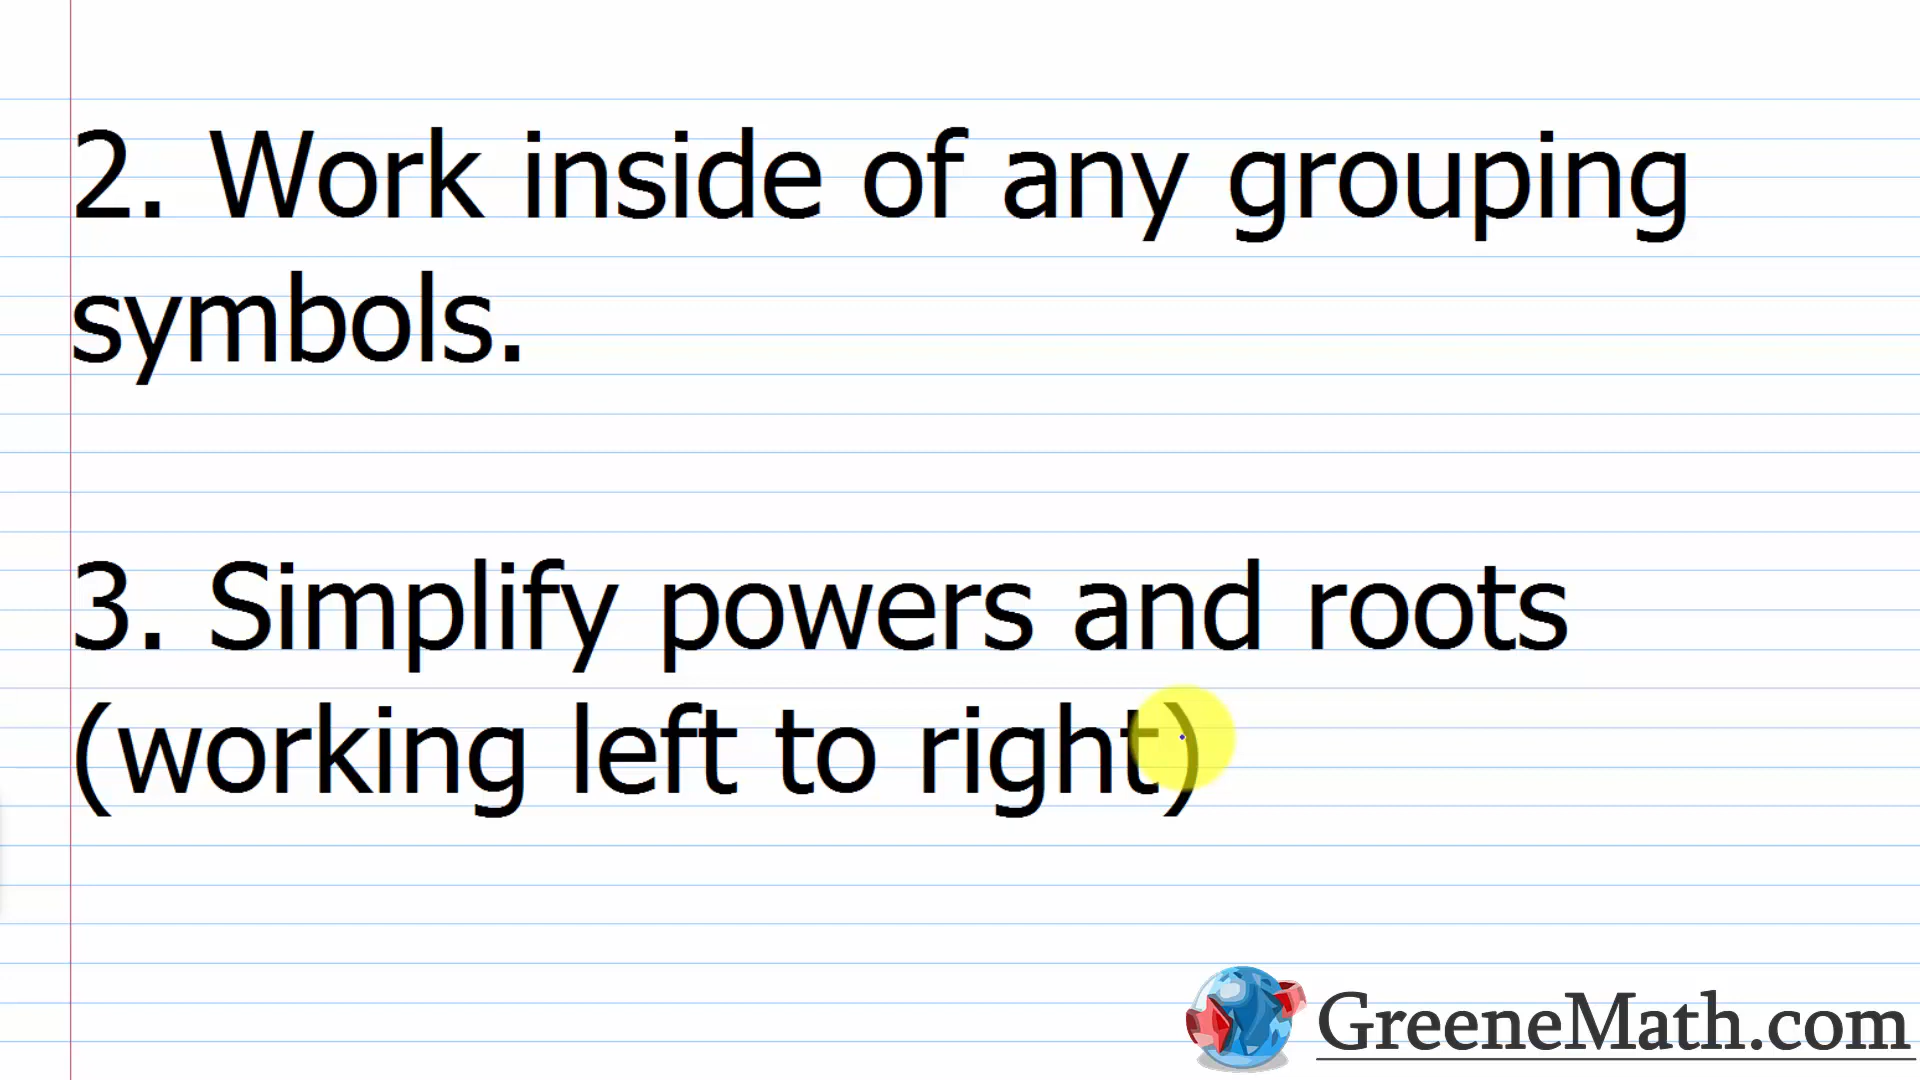 2. Work inside of any grouping
symbols.
3. Simplify powers and roots
(working left to right)
GreeneMath.com